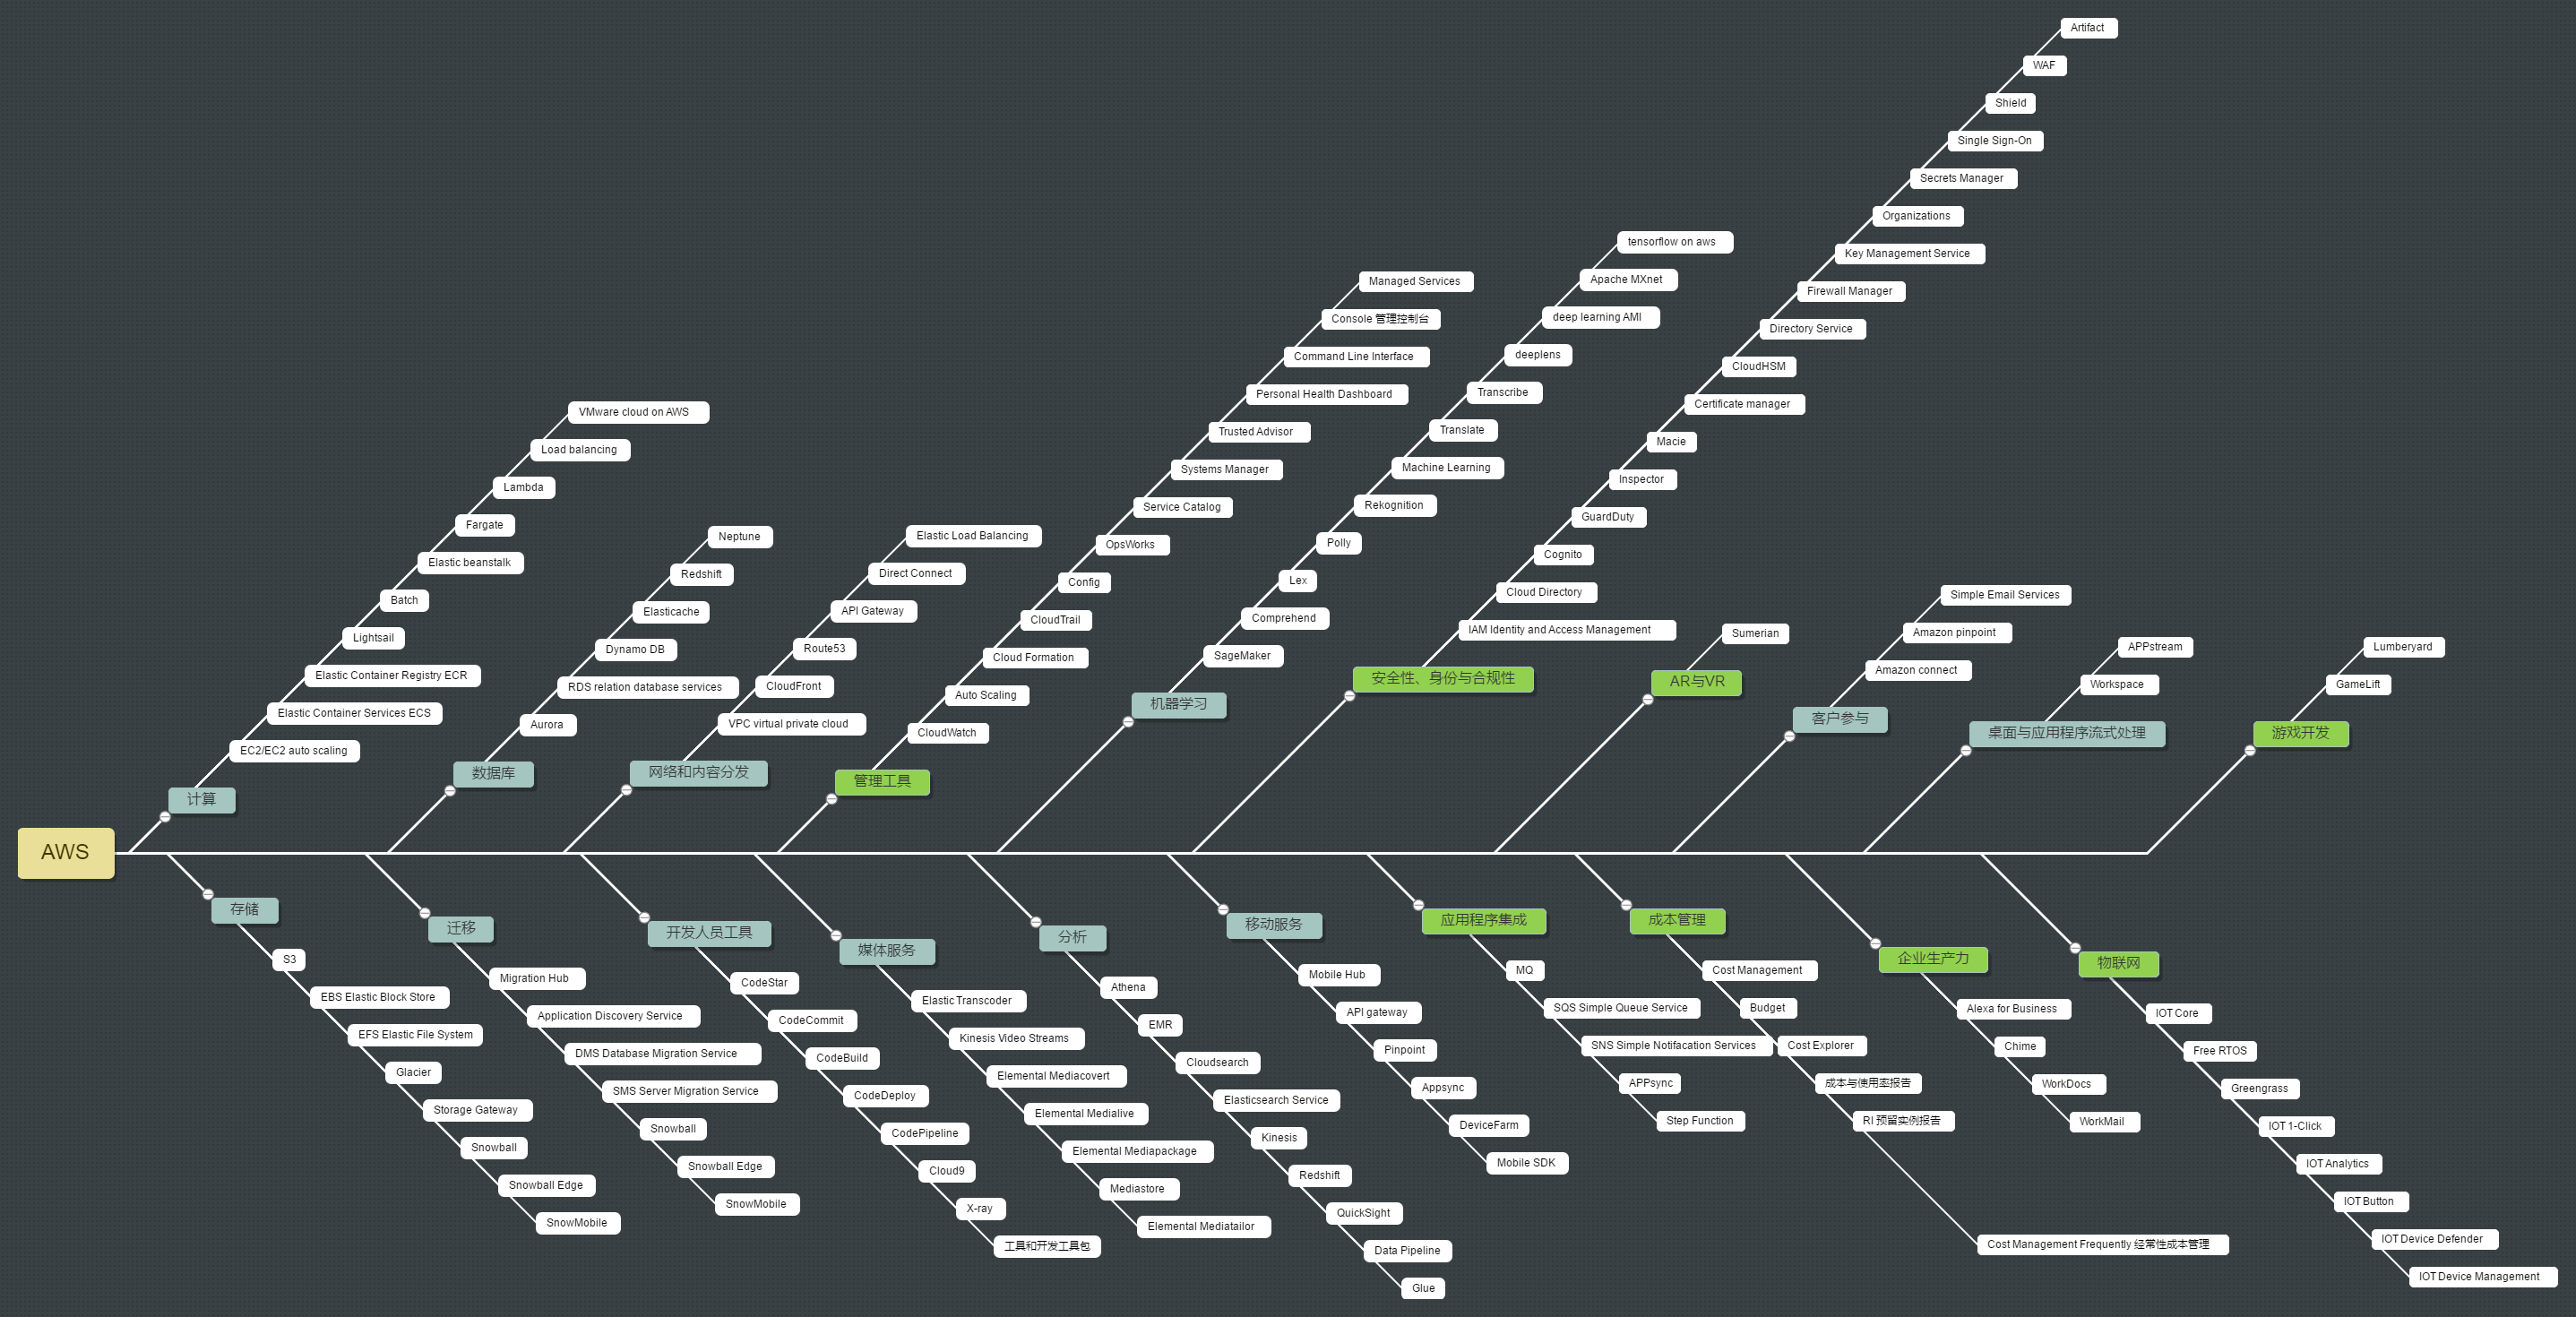 AWS
计算
EC2/EC2 auto scaling
Elastic Container Services ECS
Elastic Container Registry ECR
Lightsail
Batch
Elastic beanstalk
Fargate
Lambda
Load balancing
VMware cloud on AWS
数据库
Aurora
RDS relation database services
Dynamo DB
Elasticache
Redshift
Neptune
网络和内容分发
VPC virtual private cloud
CloudFront
Route53
API Gateway
Direct Connect
Elastic Load Balancing
管理工具
CloudWatch
Auto Scaling
Cloud Formation
CloudTrail
Config
OpsWorks
Service Catalog
Systems Manager
Trusted Advisor
Personal Health Dashboard
Command Line Interface
Console 管理控制台
Managed Services
机器学习
SageMaker
Comprehend
Lex
Polly
Rekognition
Machine Learning
Translate
Transcribe
deeplens
deep learning AMI
Apache MXnet
tensorflow on aws
安全性、身份与合规性
IAM Identity and Access Management
Cloud Directory
Cognito
GuardDuty
Inspector
Macie
Certificate manager
CloudHSM
Directory Service
Firewall Manager
Key Management Service
Organizations
Secrets Manager
Single Sign-On
Shield
WAF
Artifact
AR与VR
Sumerian
客户参与
Amazon connect
Amazon pinpoint
Simple Email Services
桌面与应用程序流式处理
Workspace
APPstream
游戏开发
GameLift
Lumberyard
存储
S3
EBS Elastic Block Store
EFS Elastic File System
Glacier
Storage Gateway
Snowball
Snowball Edge
SnowMobile
迁移
Migration Hub
Application Discovery Service
DMS Database Migration Service
SMS Server Migration Service
Snowball
Snowball Edge
SnowMobile
开发人员工具
CodeStar
CodeCommit
CodeBuild
CodeDeploy
CodePipeline
Cloud9
X-ray
工具和开发工具包
媒体服务
Elastic Transcoder
Kinesis Video Streams
Elemental Mediacovert
Elemental Medialive
Elemental Mediapackage
Mediastore
Elemental Mediatailor
分析
Athena
EMR
Cloudsearch
Elasticsearch Service
Kinesis
Redshift
QuickSight
Data Pipeline
Glue
移动服务
Mobile Hub
API gateway
Pinpoint
Appsync
DeviceFarm
Mobile SDK
应用程序集成
MQ
SQS Simple Queue Service
SNS Simple Notifacation Services
APPsync
Step Function
成本管理
Cost Management
Budget
Cost Explorer
成本与使用率报告
RI 预留实例报告
Cost Management Frequently 经常性成本管理
企业生产力
Alexa for Business
Chime
WorkDocs
WorkMail
物联网
IOT Core
Free RTOS
Greengrass
IOT 1-Click
IOT Analytics
IOT Button
IOT Device Defender
IOT Device Management